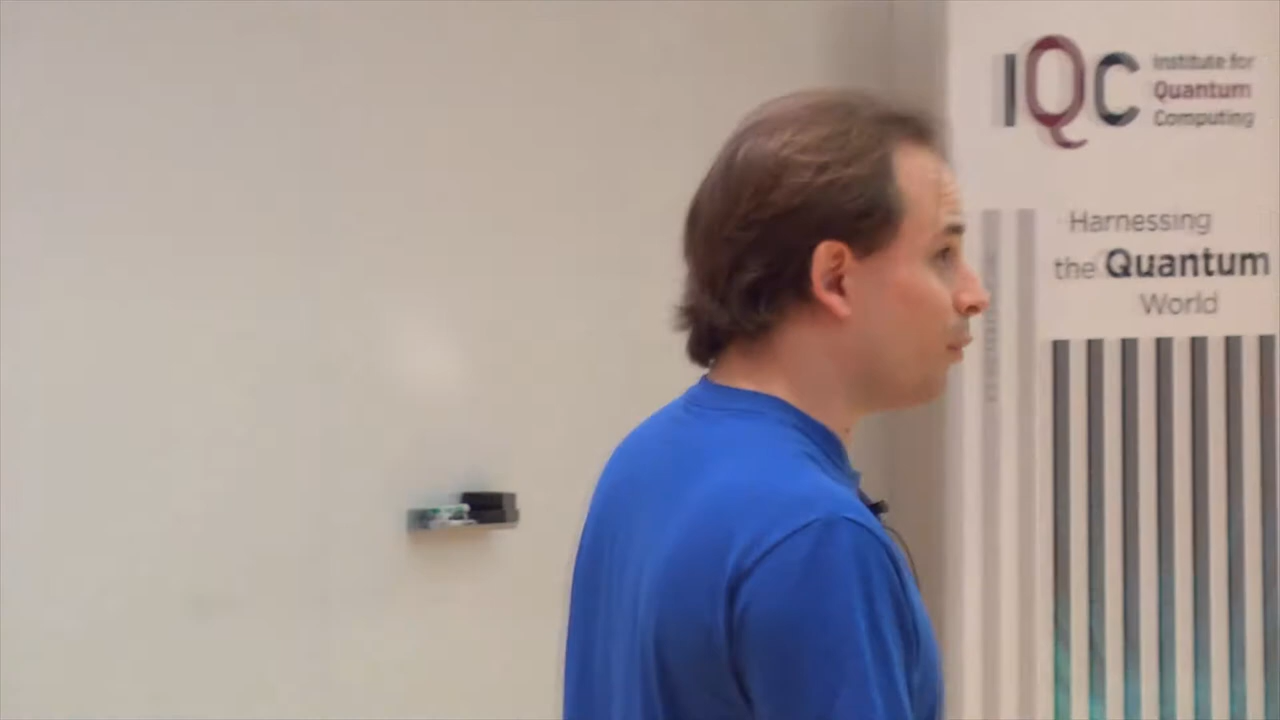 IQC
Institute for
Quantum
Computing
Harnessing
the Quantum
World